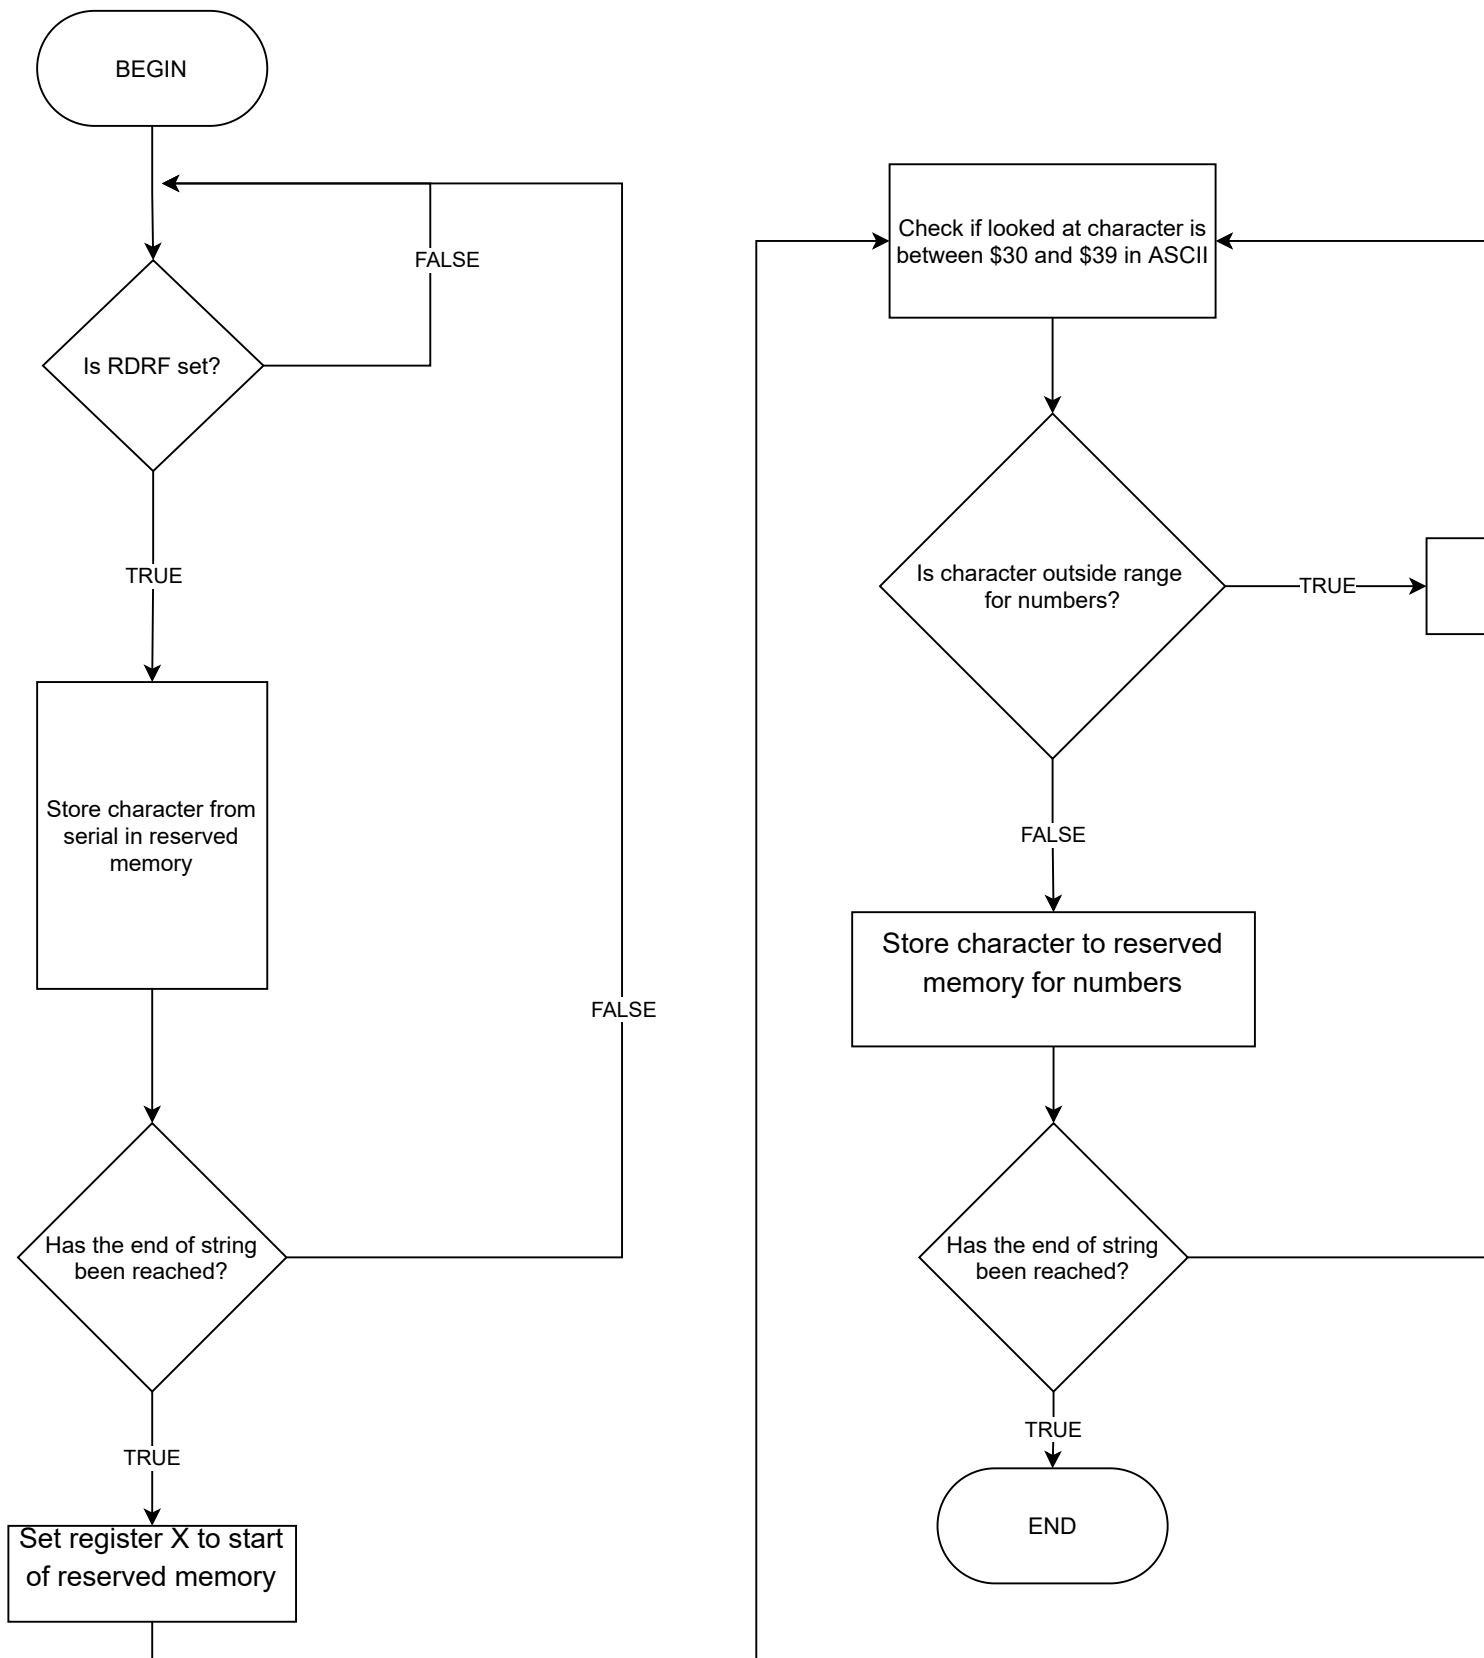 BEGIN
FALSE
Is RDRF set?
TRUE
Store character from
serial in reserved
memory
FALSE
Has the end of string
been reached?
TRUE
Set register X to start
of reserved memory
Check if looked at character is
between $30 and $39 in ASCII
Is character outside range
for numbers?
TRUE
FALSE
Store character to reserved
memory for numbers
Has the end of string
been reached?
TRUE
END